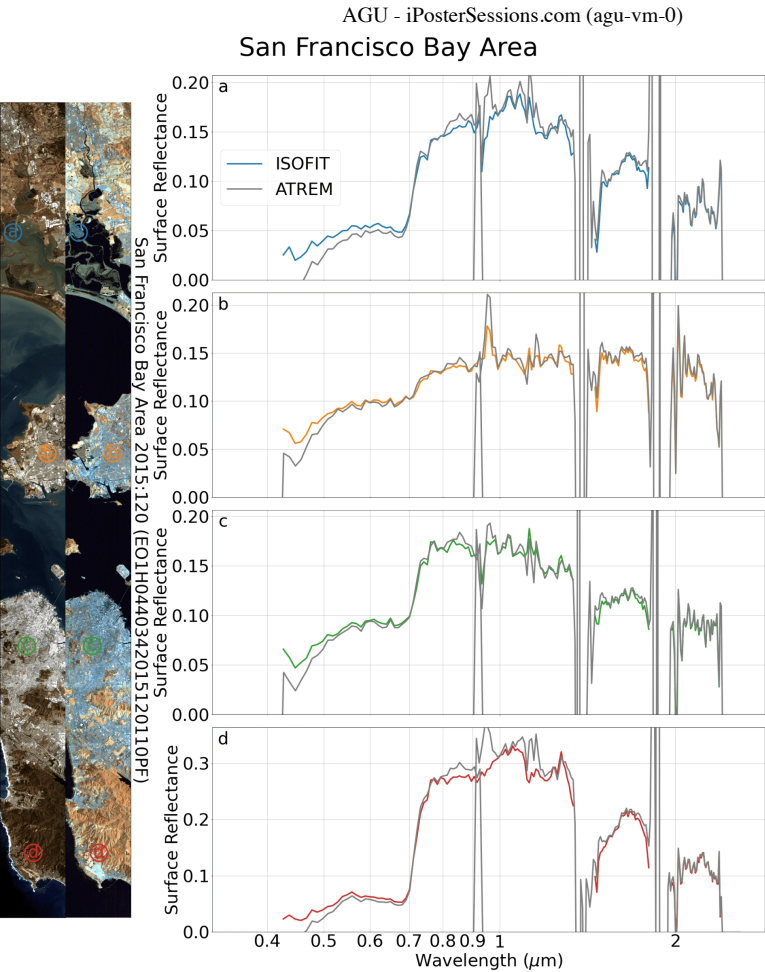 AGU - iPosterSessions.com (agu-vm-0)
San Francisco Bay Area
San Francisco Bay Area 2015:120 (EO1H0440342015120110PF)
a
b
c
d
a
b
c
d
a
ISOFIT
ATREM
Surface Reflectance
0.20
0.15
0.10
0.05
0.00
b
Surface Reflectance
0.20
0.15
0.10
0.05
0.00
c
Surface Reflectance
0.20
0.15
0.10
0.05
0.00
d
Surface Reflectance
0.3
0.2
0.1
0.0
0.4 0.5 0.6 0.7 0.8 0.9 1 2
Wavelength (μm)